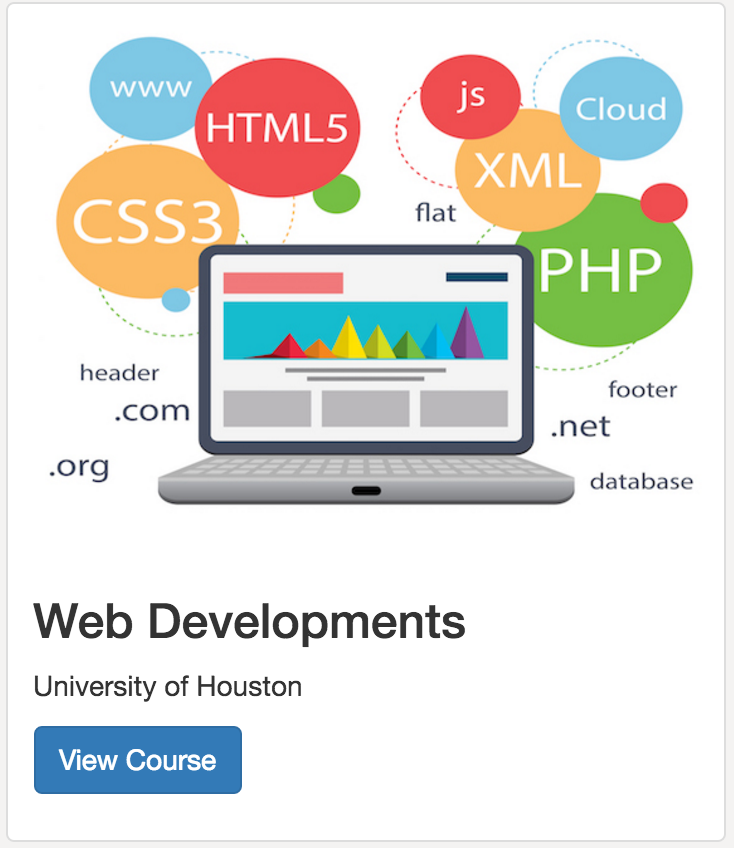 www
HTML5
CSS3
js
Cloud
XML
flat
PHP
header
.com
.org
footer
.net
database
Web Developments
University of Houston
View Course